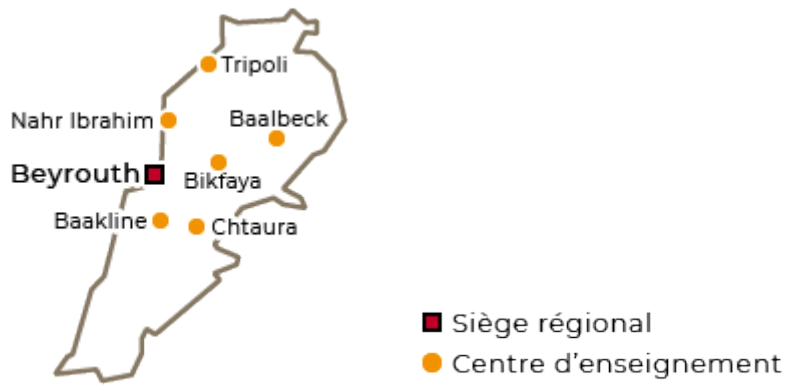 Tripoli
Nahr Ibrahim
Baalbeck
Beyrouth
Bikfaya
Baakline
Chtaura
Siège régional
Centre d'enseignement